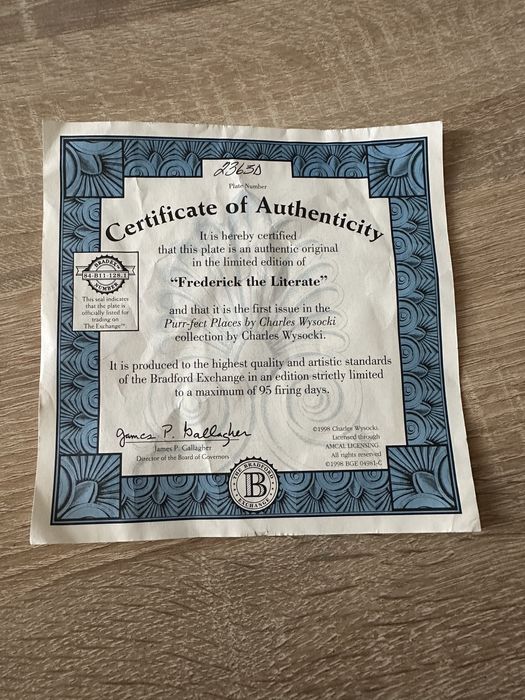 2365D
Plate Number
Certificate of Authenticity
It is hereby certified
that this plate is an authentic original
in the limited edition of
“Frederick the Literate”
BRADEX
84-B11-128.1
NUMBER
This seal indicates
that the plate is
officially listed for
trading on
The Exchange™
and that it is the first issue in the
Purr-fect Places by Charles Wysocki
collection by Charles Wysocki.
It is produced to the highest quality and artistic standards
of the Bradford Exchange in an edition strictly limited
to a maximum of 95 firing days.
James P. Gallagher
James P. Gallagher
Director of the Board of Governors
©1998 Charles Wysocki.
Licensed through
AMCAL LICENSING
All rights reserved
©1998 BGE 04981-C
THE BRADFORD
B
EXCHANGE